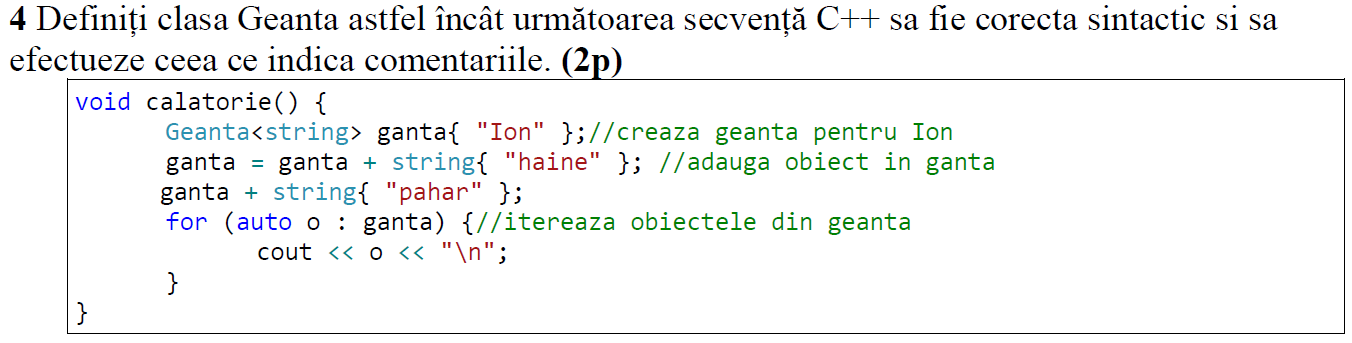 4 Definiți clasa Geanta astfel încât următoarea secvență C++ sa fie corecta sintactic si sa
efectueze ceea ce indica comentariile. (2p)
void calatorie() {
Geanta<string> ganta{ "Ion" };//creaza geanta pentru Ion
ganta = ganta + string{ "haine" }; //adauga obiect in ganta
ganta + string{ "pahar" };
for (auto o : ganta) {//itereaza obiectele din geanta
cout << o << "\n";
}
}